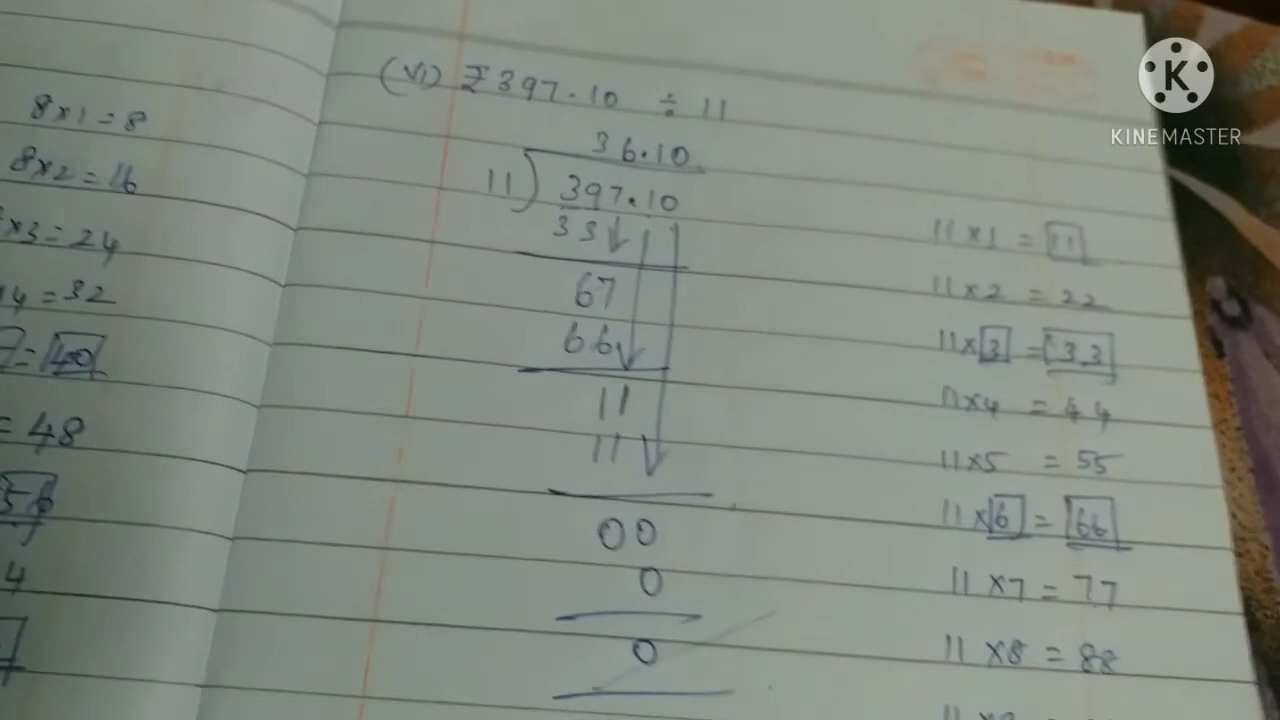 8x1=8
8x2=16
x3=24
4=32
=40
=48
56
4
(vi) ₹397.10 ÷ 11
36.10
11)397.10
33
67
66
11
11
00
0
0
11x1=11
11x2=22
11x3=33
11x4=44
11x5=55
11x6=66
11x7=77
11x8=88
K
KINEMASTER